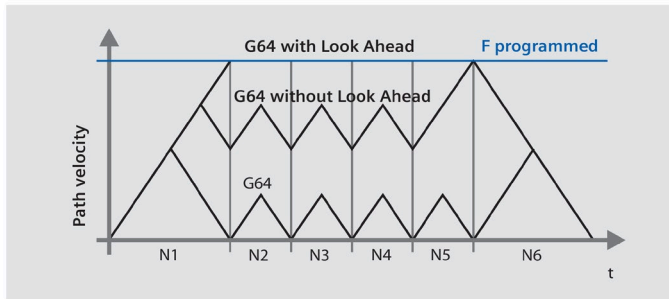 G64 with Look Ahead
F programmed
G64 without Look Ahead
Path velocity
G64
N1
N2
N3
N4
N5
N6
t